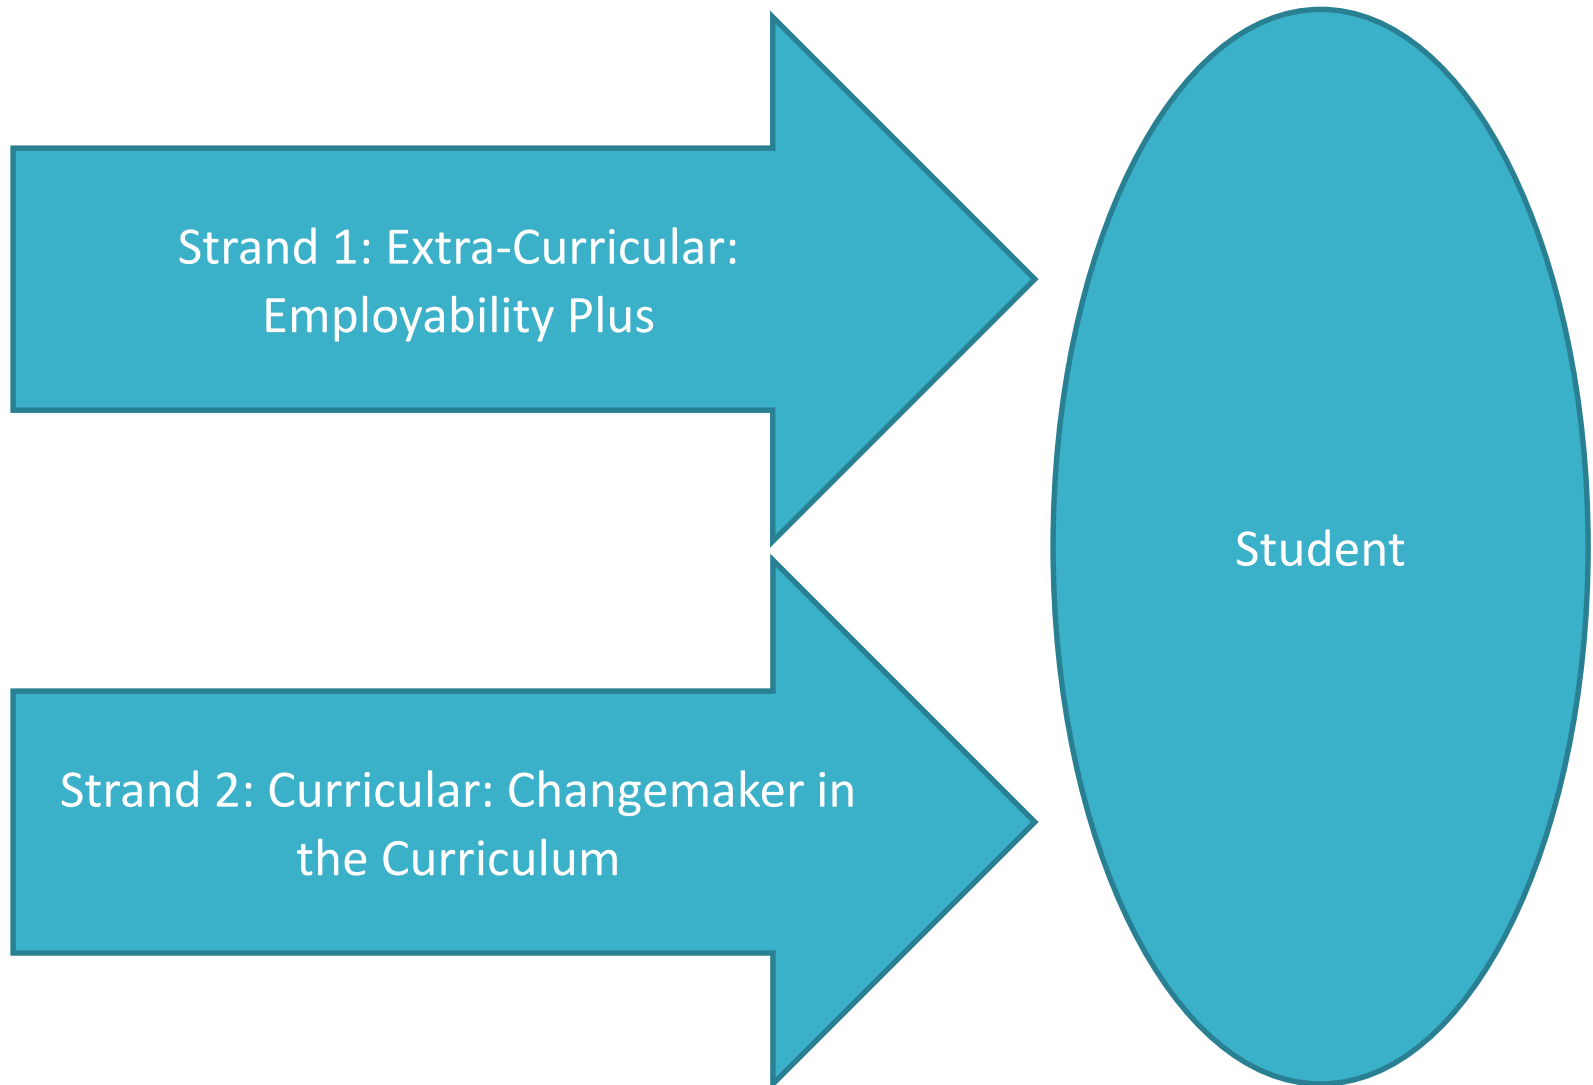 Strand 1: Extra-Curricular:
Employability Plus
Student
Strand 2: Curricular: Changemaker in
the Curriculum